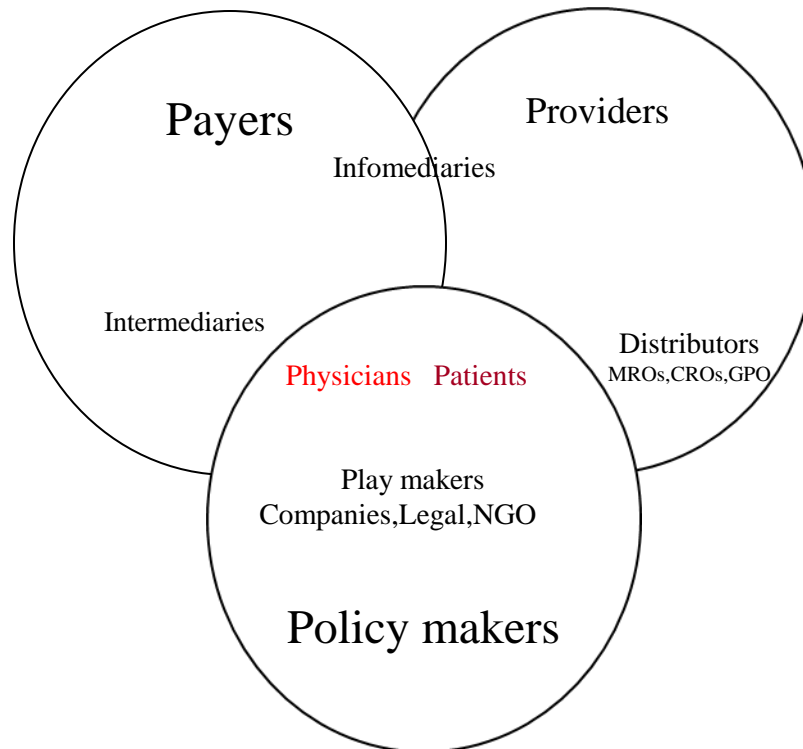 Payers
Providers
Infomediaries
Intermediaries
Distributors
MROs,CROs,GPO
Physicians Patients
Play makers
Companies,Legal,NGO
Policy makers